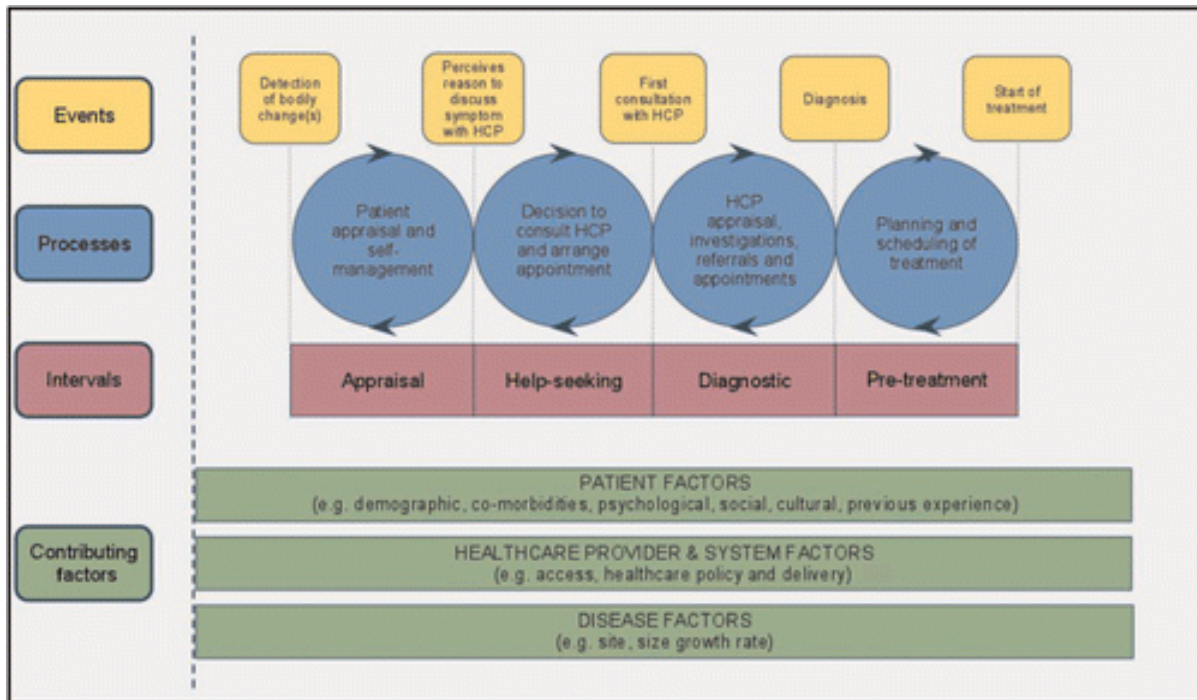 Events
Detection
of bodily
change(s)
Perceives
reason to
discuss
symptom
with HCP
First
consultation
with HCP
Diagnosis
Start of
treatment
Processes
Patient
appraisal and
self-
management
Decision to
consult HCP
and arrange
appointment
HCP
appraisal,
investigations,
referrals and
appointments
Planning and
scheduling of
treatment
Intervals
Appraisal
Help-seeking
Diagnostic
Pre-treatment
Contributing
factors
PATIENT FACTORS
(e.g. demographic, co-morbidities, psychological, social, cultural, previous experience)
HEALTHCARE PROVIDER & SYSTEM FACTORS
(e.g. access, healthcare policy and delivery)
DISEASE FACTORS
(e.g. site, size growth rate)